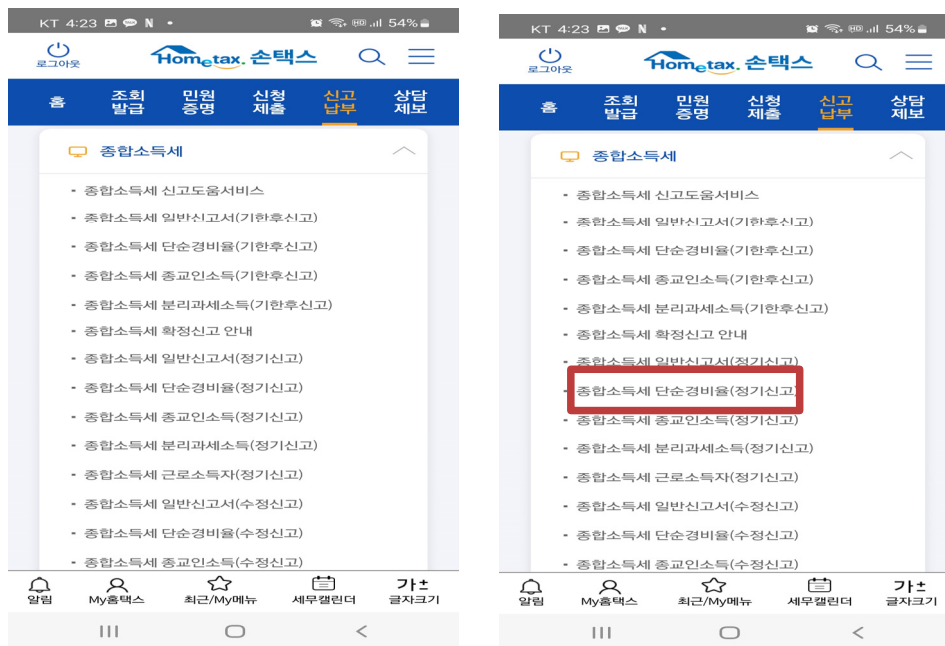 KT 4:23 N •
54%
로그아웃
Hometax. 손택스
홈 조회발급 민원증명 신청제출 신고납부 상담제보
종합소득세
• 종합소득세 신고도움서비스
• 종합소득세 일반신고서(기한후신고)
• 종합소득세 단순경비율(기한후신고)
• 종합소득세 종교인소득(기한후신고)
• 종합소득세 분리과세소득(기한후신고)
• 종합소득세 확정신고 안내
• 종합소득세 일반신고서(정기신고)
• 종합소득세 단순경비율(정기신고)
• 종합소득세 종교인소득(정기신고)
• 종합소득세 분리과세소득(정기신고)
• 종합소득세 근로소득자(정기신고)
• 종합소득세 일반신고서(수정신고)
• 종합소득세 단순경비율(수정신고)
• 종합소득세 종교인소득(수정신고)
가±
알림 My홈택스 최근/My메뉴 세무캘린더 글자크기
KT 4:23 N •
54%
로그아웃
Hometax. 손택스
홈 조회발급 민원증명 신청제출 신고납부 상담제보
종합소득세
• 종합소득세 신고도움서비스
• 종합소득세 일반신고서(기한후신고)
• 종합소득세 단순경비율(기한후신고)
• 종합소득세 종교인소득(기한후신고)
• 종합소득세 분리과세소득(기한후신고)
• 종합소득세 확정신고 안내
• 종합소득세 일반신고서(정기신고)
• 종합소득세 단순경비율(정기신고)
• 종합소득세 종교인소득(정기신고)
• 종합소득세 분리과세소득(정기신고)
• 종합소득세 근로소득자(정기신고)
• 종합소득세 일반신고서(수정신고)
• 종합소득세 단순경비율(수정신고)
• 종합소득세 종교인소득(수정신고)
가±
알림 My홈택스 최근/My메뉴 세무캘린더 글자크기